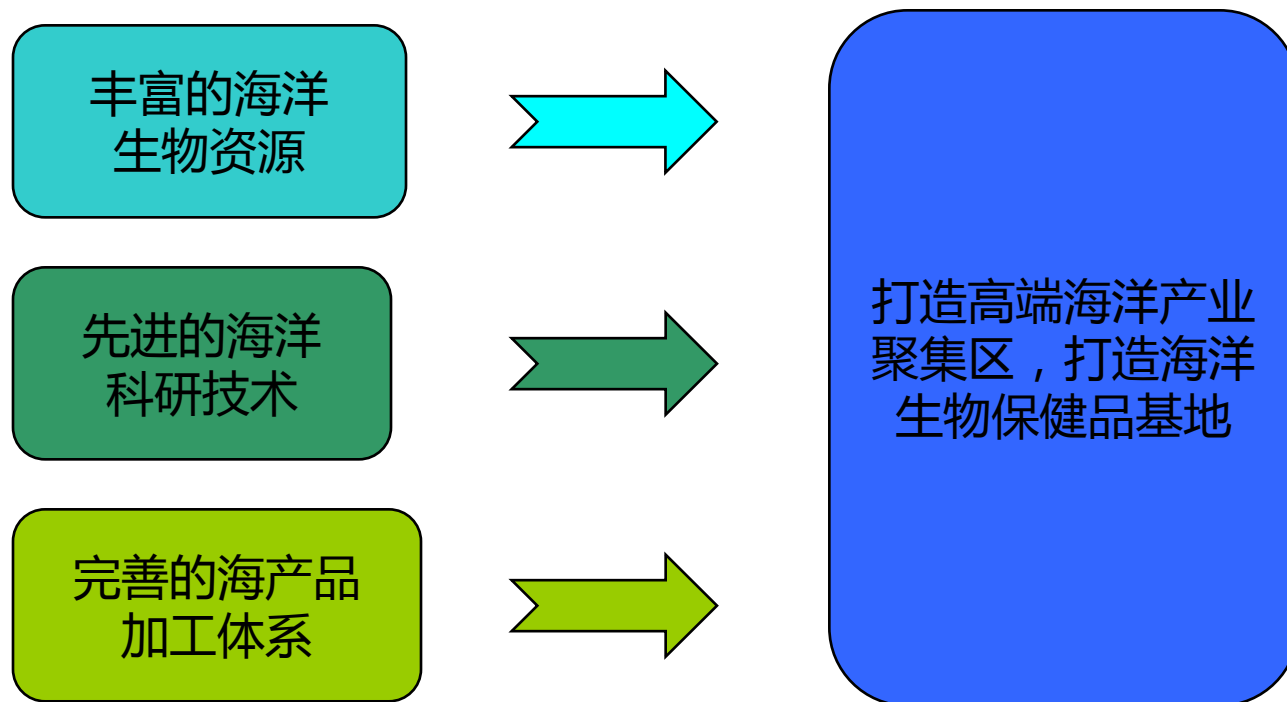 丰富的海洋
生物资源
先进的海洋
科研技术
完善的海产品
加工体系
打造高端海洋产业
聚集区，打造海洋
生物保健品基地